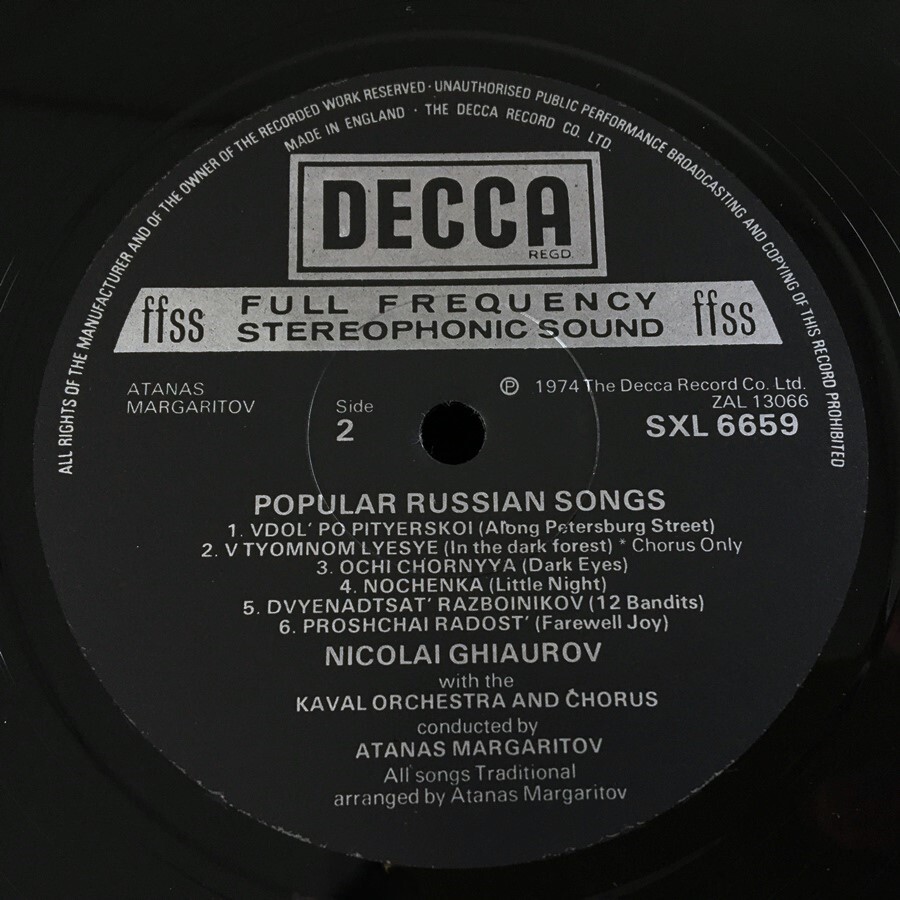 ALL RIGHTS OF THE MANUFACTURER AND OF THE OWNER OF THE RECORDED WORK RESERVED · UNAUTHORISED PUBLIC PERFORMANCE BROADCASTING AND COPYING OF THIS RECORD PROHIBITED
MADE IN ENGLAND · THE DECCA RECORD CO. LTD.
DECCA
REGD.
ffss FULL FREQUENCY ffss
STEREOPHONIC SOUND
ATANAS
MARGARITOV
Side
2
℗ 1974 The Decca Record Co. Ltd.
ZAL 13066
SXL 6659
POPULAR RUSSIAN SONGS
1. VDOL' PO PITYERSKOI (Along Petersburg Street)
2. V TYOMNOM LYESYE (In the dark forest) * Chorus Only
3. OCHI CHORNYYA (Dark Eyes)
4. NOCHENKA (Little Night)
5. DVYENADTSAT' RAZBOINIKOV (12 Bandits)
6. PROSHCHAI RADOST' (Farewell Joy)
NICOLAI GHIAUROV
with the
KAVAL ORCHESTRA AND CHORUS
conducted by
ATANAS MARGARITOV
All songs Traditional
arranged by Atanas Margaritov